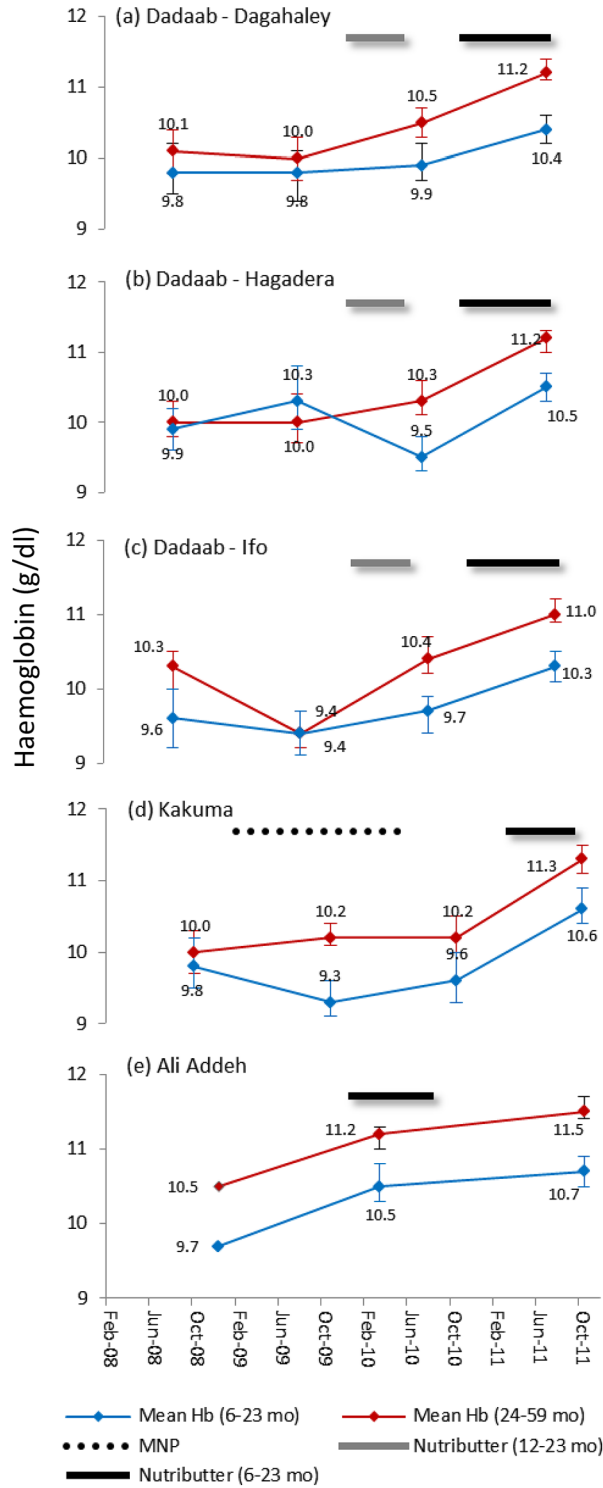 (a) Dadaab - Dagahaley
12
11
10
9
10.1
10.0
10.5
11.2
9.8
9.8
9.9
10.4
(b) Dadaab - Hagadera
12
11
10
9
10.0
10.3
10.3
11.2
9.9
10.0
9.5
10.5
(c) Dadaab - Ifo
12
11
10
9
10.3
9.4
10.4
11.0
9.6
9.4
9.7
10.3
Haemoglobin (g/dl)
(d) Kakuma
12
11
10
9
10.0
10.2
10.2
11.3
9.8
9.3
9.6
10.6
(e) Ali Addeh
12
11
10
9
10.5
11.2
11.5
9.7
10.5
10.7
Feb-08
Jun-08
Oct-08
Feb-09
Jun-09
Oct-09
Feb-10
Jun-10
Oct-10
Feb-11
Jun-11
Oct-11
Mean Hb (6-23 mo)
Mean Hb (24-59 mo)
MNP
Nutributter (12-23 mo)
Nutributter (6-23 mo)